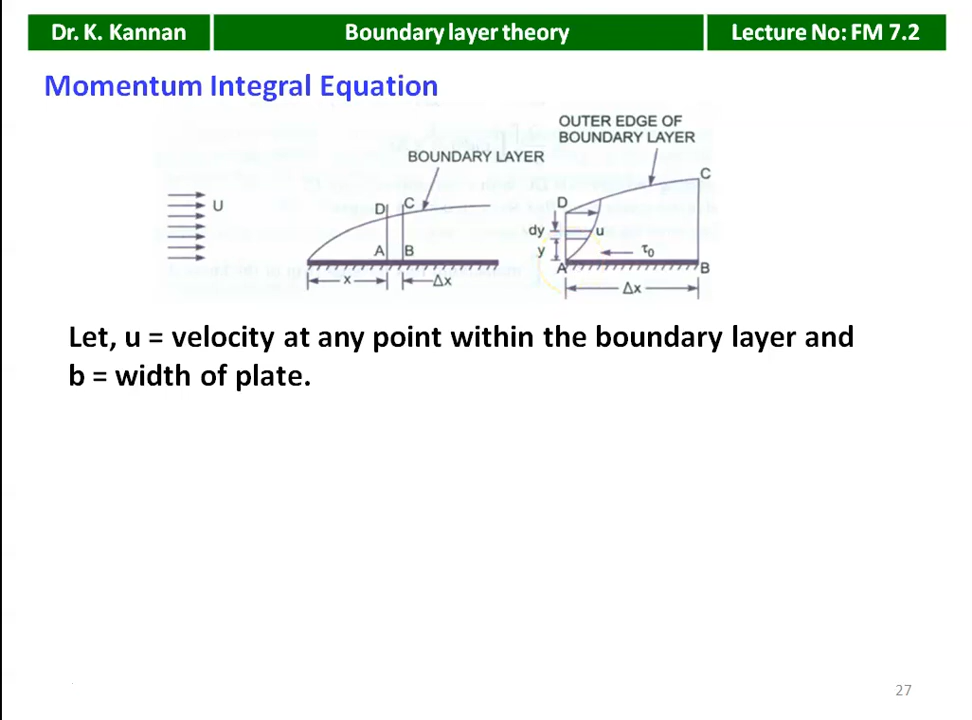 Dr. K. Kannan
Boundary layer theory
Lecture No: FM 7.2
Momentum Integral Equation
OUTER EDGE OF
BOUNDARY LAYER
BOUNDARY LAYER
U
D
C
A
B
x
Δx
D
C
dy
u
y
τ₀
A
B
Δx
Let, u = velocity at any point within the boundary layer and
b = width of plate.
27